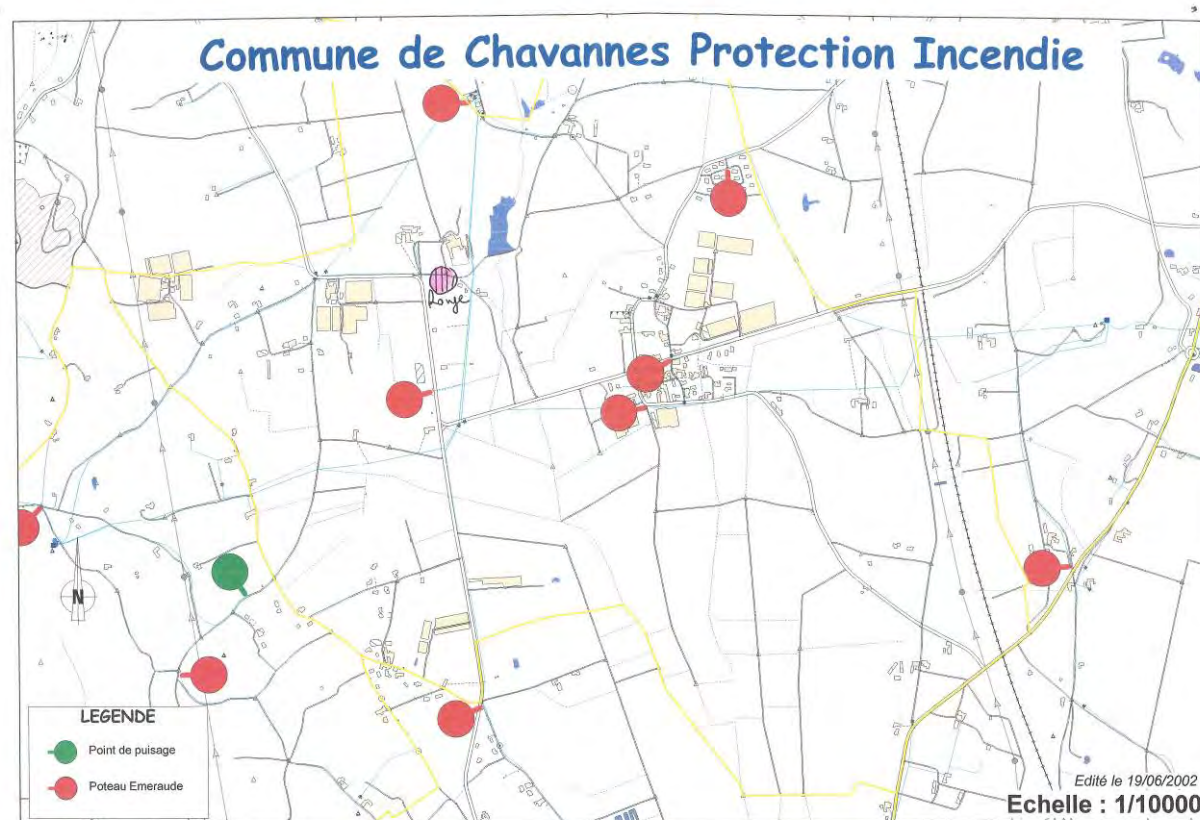 Commune de Chavannes Protection Incendie
N
LEGENDE
Point de puisage
Poteau Emeraude
Edité le 19/06/2002
Echelle : 1/10000